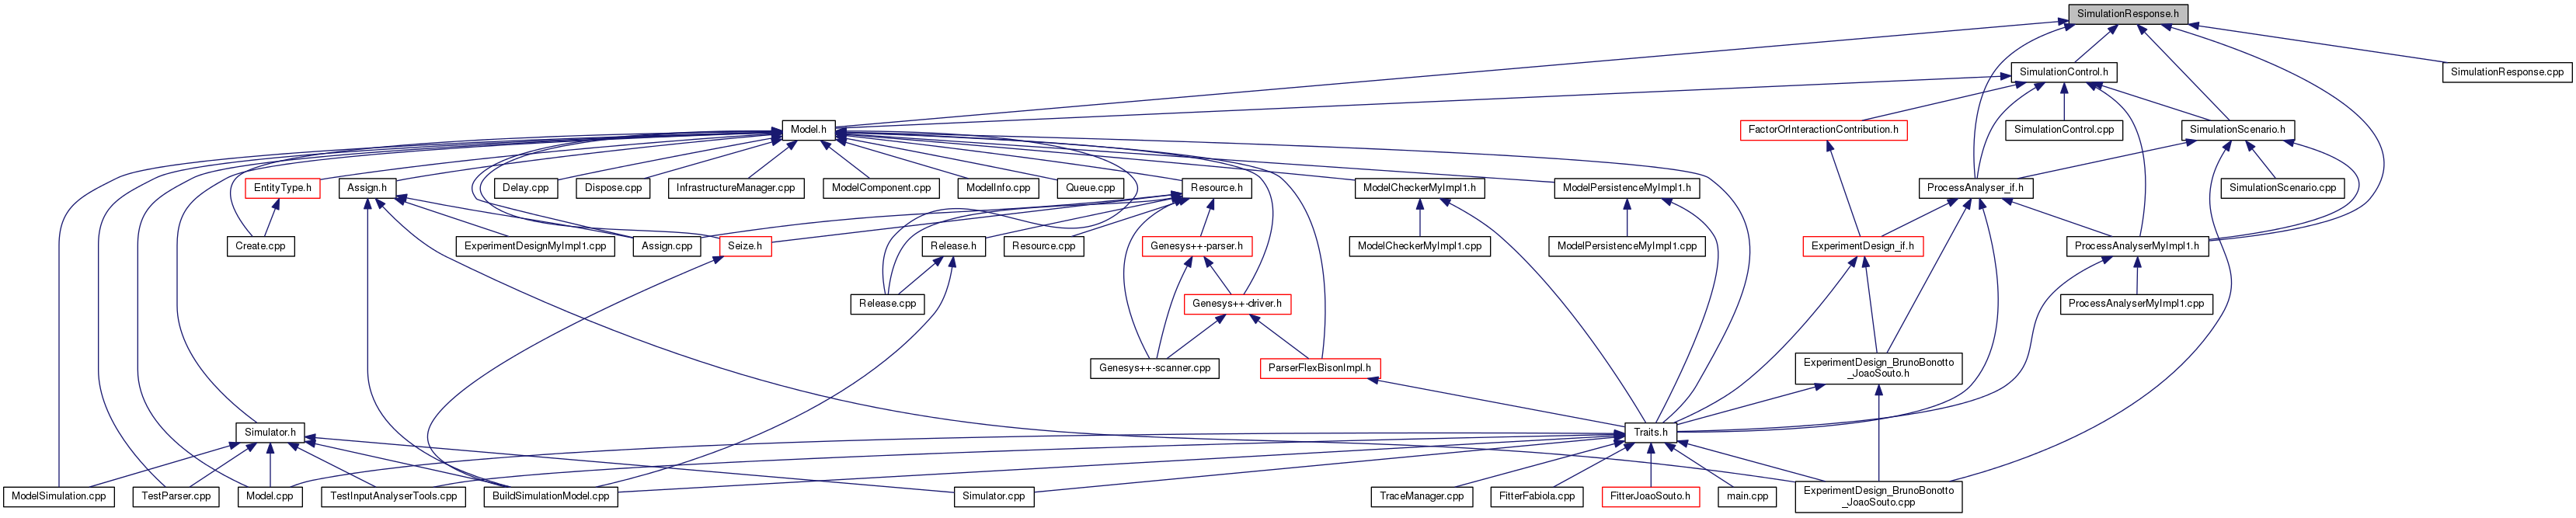 SimulationResponse.h
SimulationControl.h
SimulationResponse.cpp
Model.h
FactorOrInteractionContribution.h
SimulationControl.cpp
SimulationScenario.h
EntityType.h
Assign.h
Delay.cpp
Dispose.cpp
InfrastructureManager.cpp
ModelComponent.cpp
ModelInfo.cpp
Queue.cpp
Resource.h
ModelCheckerMyImpl1.h
ModelPersistenceMyImpl1.h
ProcessAnalyser_if.h
SimulationScenario.cpp
Create.cpp
ExperimentDesignMyImpl1.cpp
Assign.cpp
Seize.h
Release.h
Resource.cpp
Genesys++-parser.h
ModelCheckerMyImpl1.cpp
ModelPersistenceMyImpl1.cpp
ExperimentDesign_if.h
ProcessAnalyserMyImpl1.h
Release.cpp
Genesys++-driver.h
ProcessAnalyserMyImpl1.cpp
Genesys++-scanner.cpp
ParserFlexBisonImpl.h
ExperimentDesign_BrunoBonotto
_JoaoSouto.h
Simulator.h
Traits.h
ModelSimulation.cpp
TestParser.cpp
Model.cpp
TestInputAnalyserTools.cpp
BuildSimulationModel.cpp
Simulator.cpp
TraceManager.cpp
FitterFabiola.cpp
FitterJoaoSouto.h
main.cpp
ExperimentDesign_BrunoBonotto
_JoaoSouto.cpp